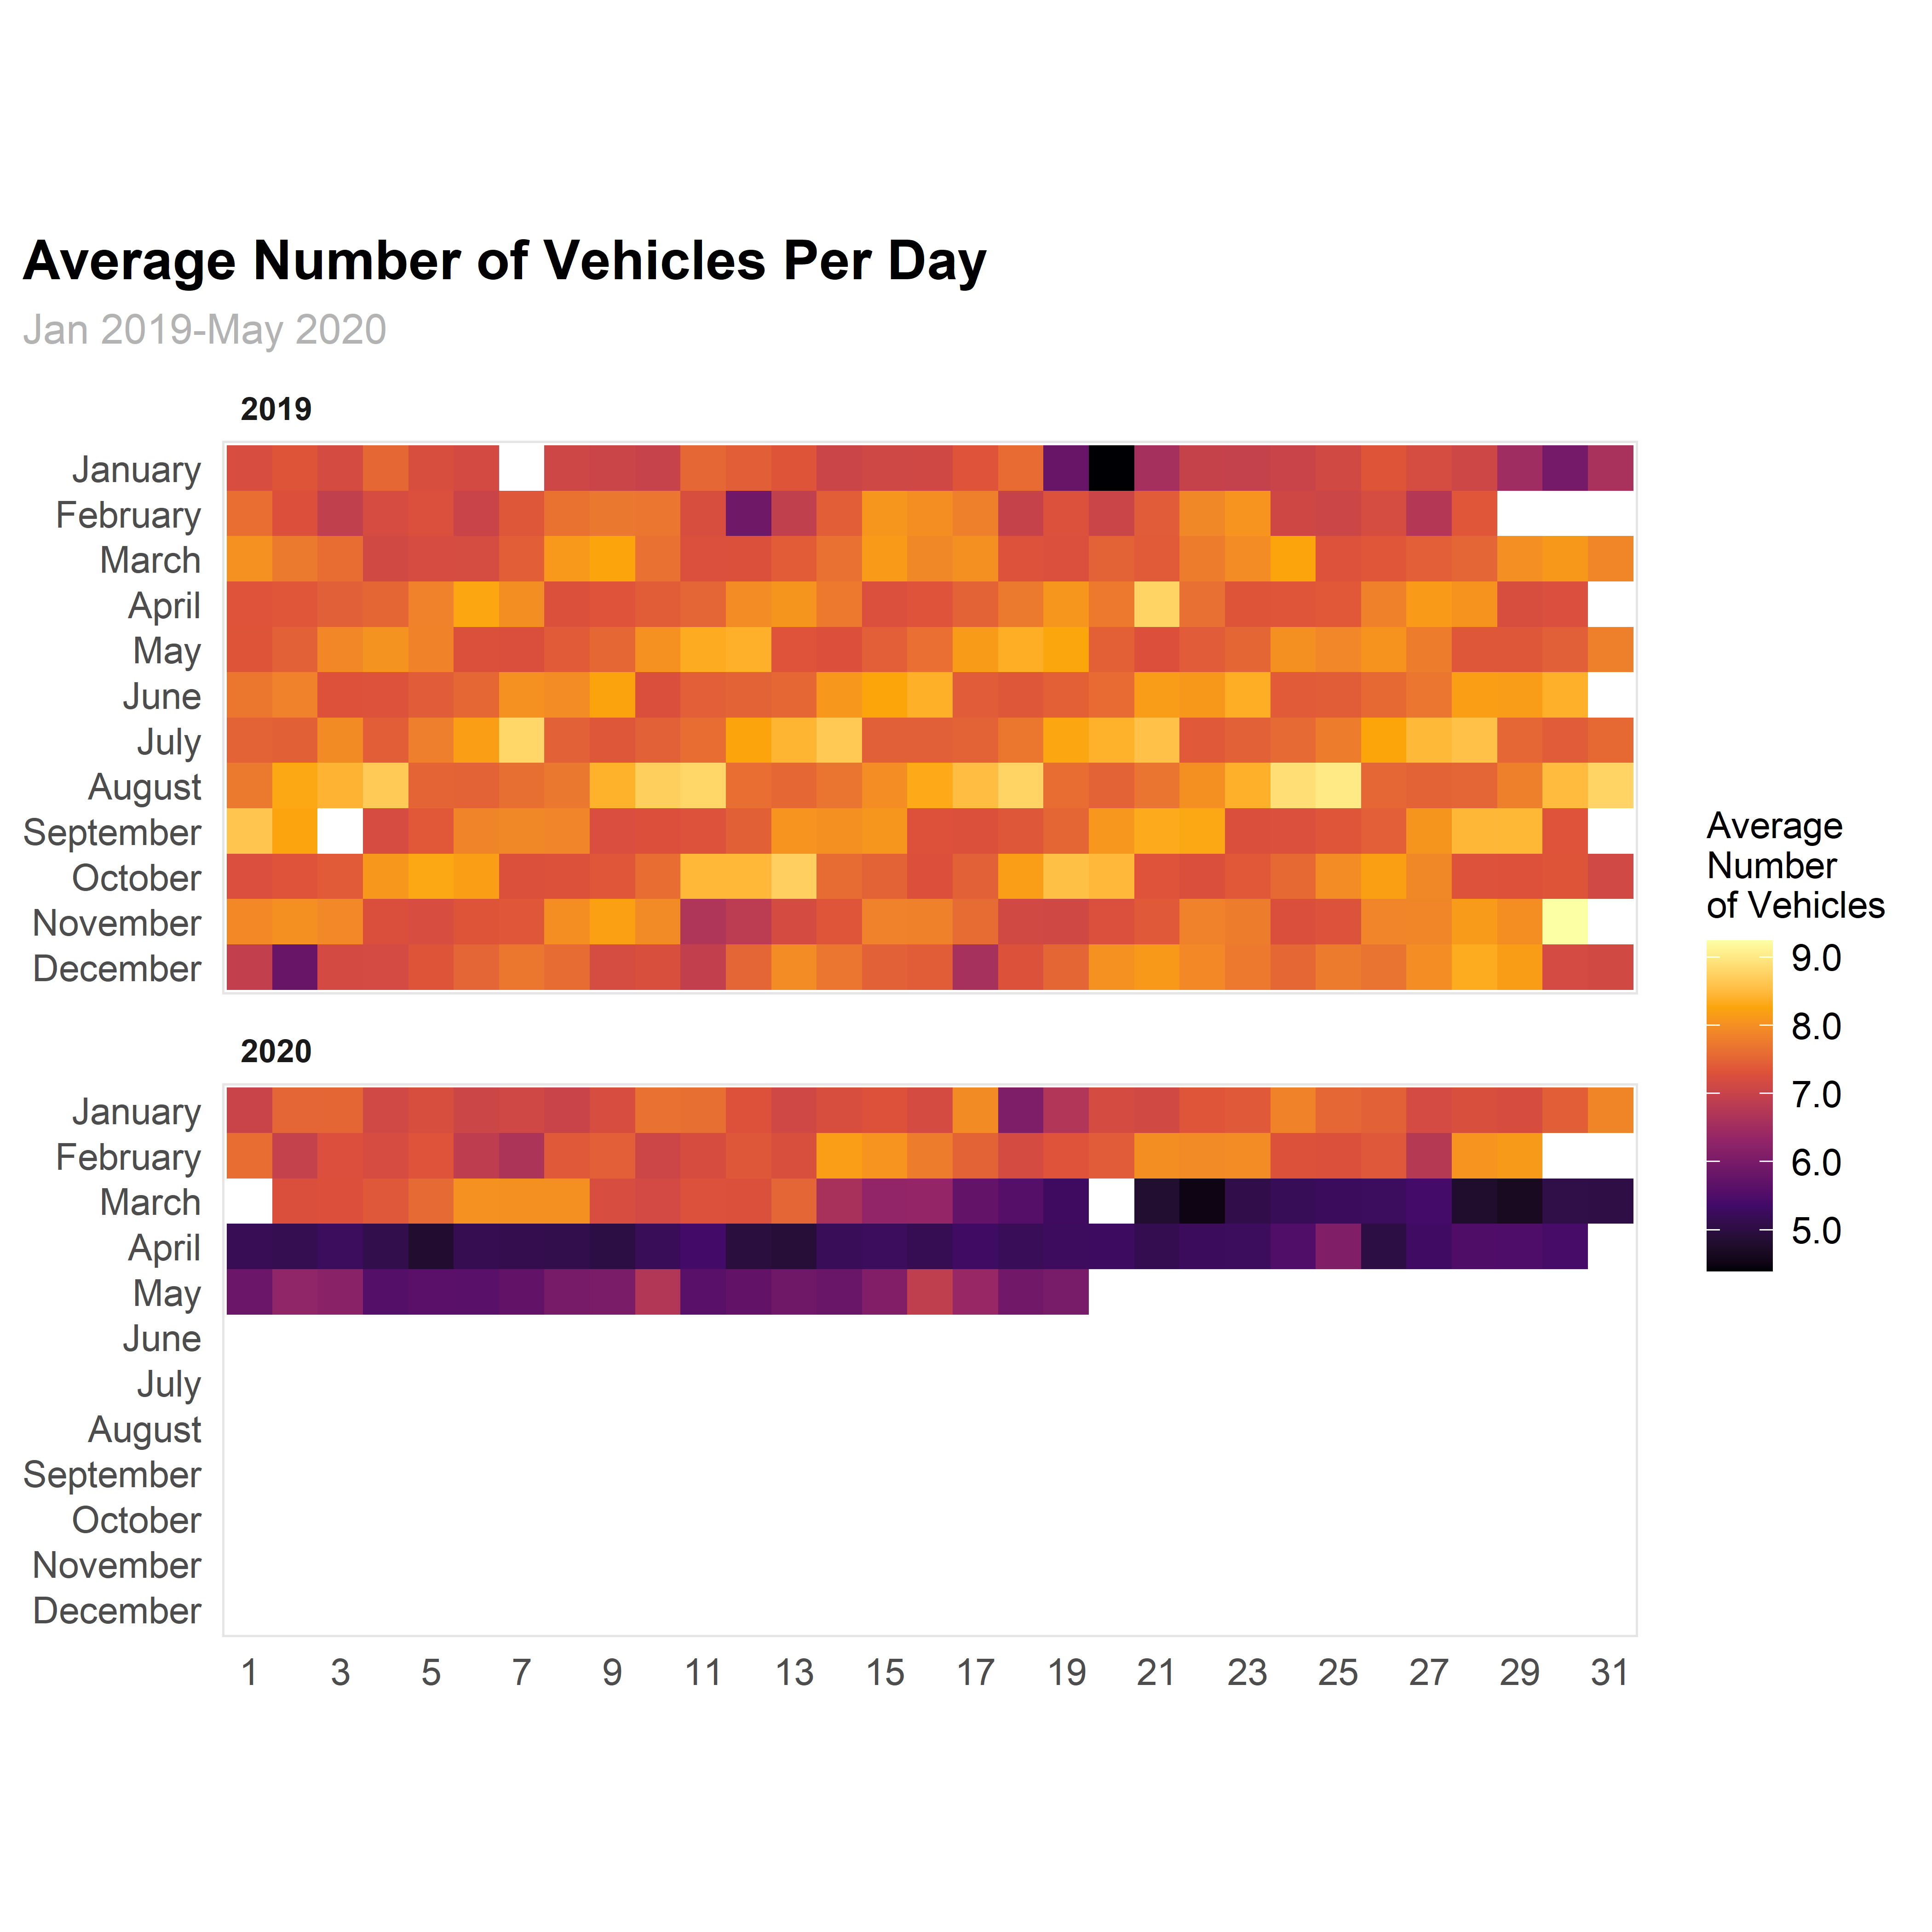 Average Number of Vehicles Per Day
Jan 2019-May 2020
2019
January
February
March
April
May
June
July
August
September
October
November
December
2020
January
February
March
April
May
June
July
August
September
October
November
December
1 3 5 7 9 11 13 15 17 19 21 23 25 27 29 31
Average
Number
of Vehicles
9.0
8.0
7.0
6.0
5.0